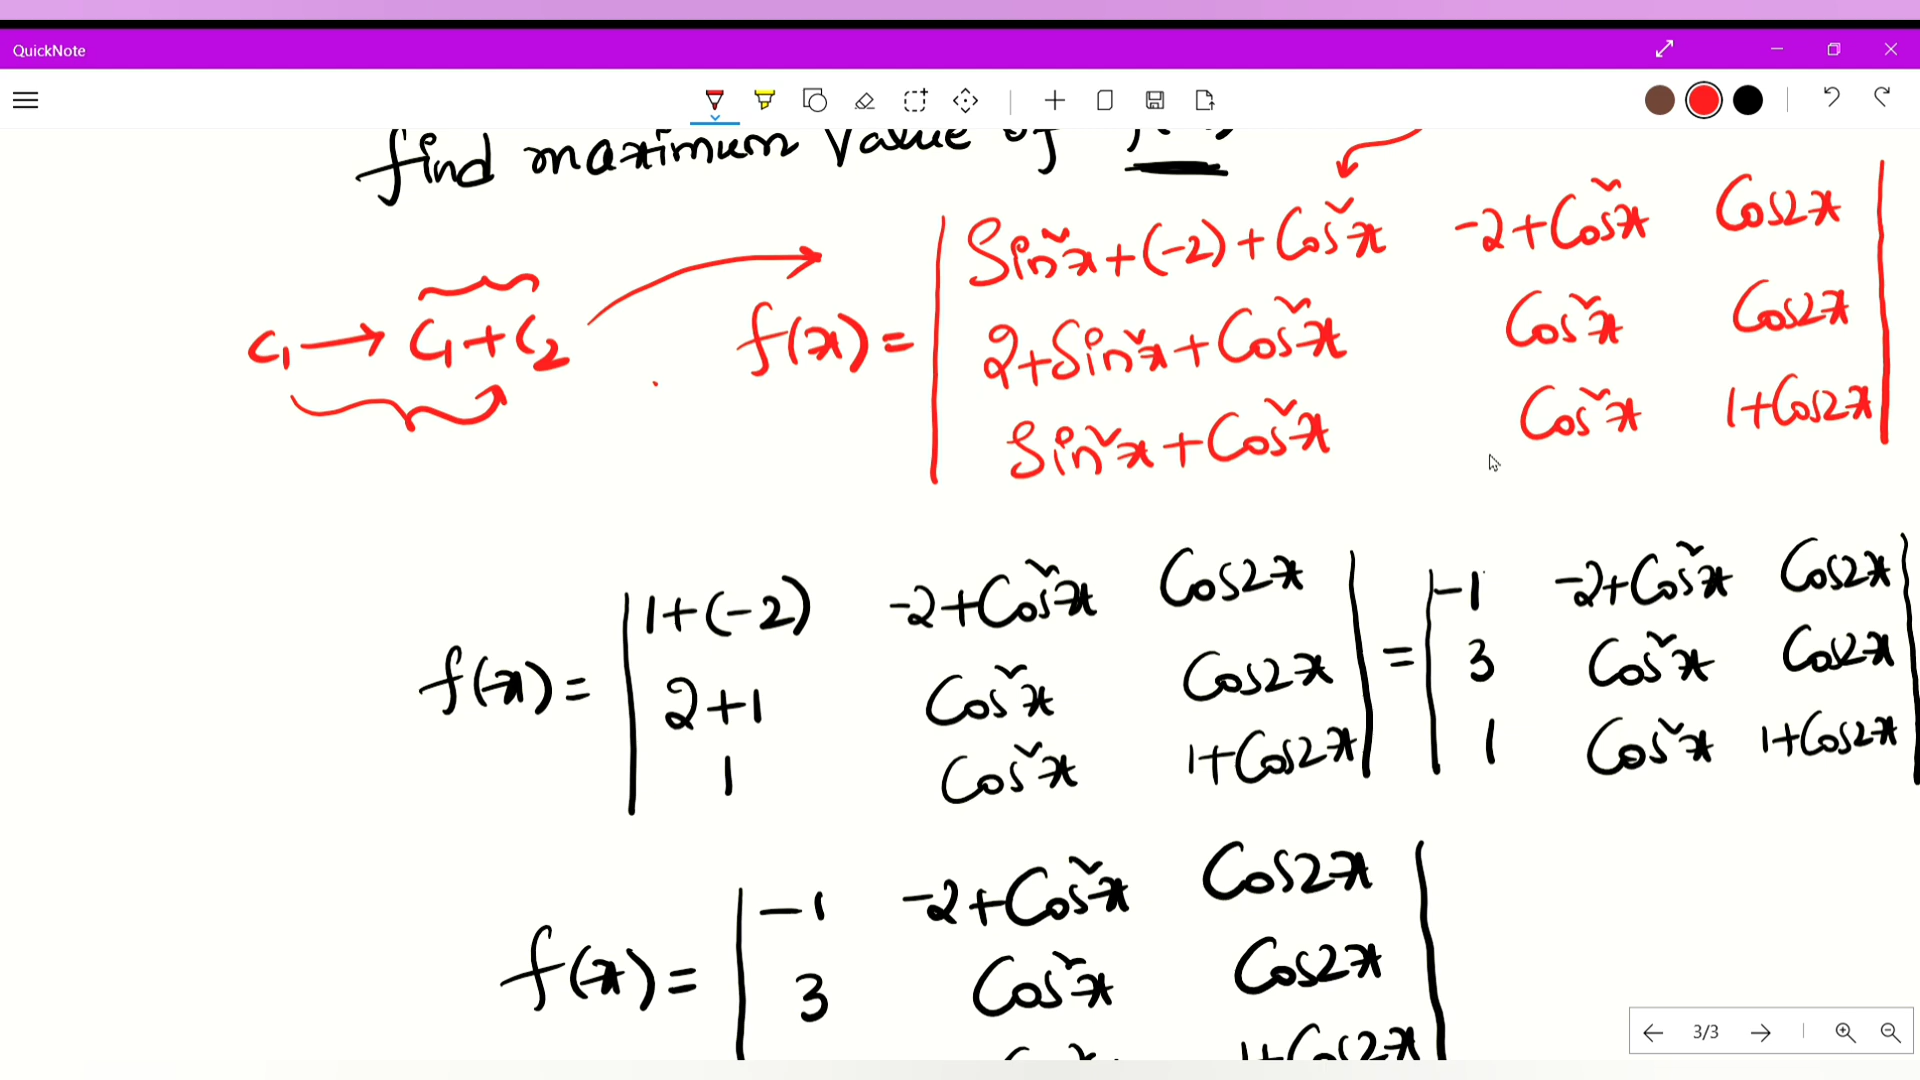 QuickNote
find maximum value of
Sin²x+(-2)+Cos²x -2+Cos²x Cos2x
C₁ → C₁+C₂ f(x)= 2+Sin²x+Cos²x Cos²x Cos2x
Sin²x+Cos²x Cos²x 1+Cos2x
1+(-2) -2+Cos²x Cos2x -1 -2+Cos²x Cos2x
f(x)= 2+1 Cos²x Cos2x = 3 Cos²x Cos2x
1 Cos²x 1+Cos2x 1 Cos²x 1+Cos2x
-1 -2+Cos²x Cos2x
f(x)= 3 Cos²x Cos2x
1+Cos2x
3/3